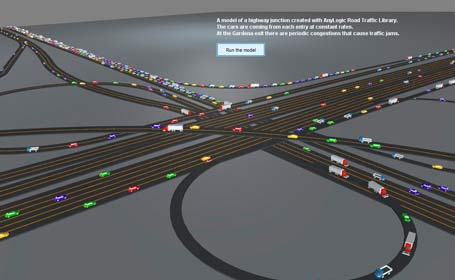 A model of a highway junction created with AnyLogic Road Traffic Library.
The cars are coming from each entry at constant rates.
At the Gardena exit there are periodic congestions that cause traffic jams.
Run the model